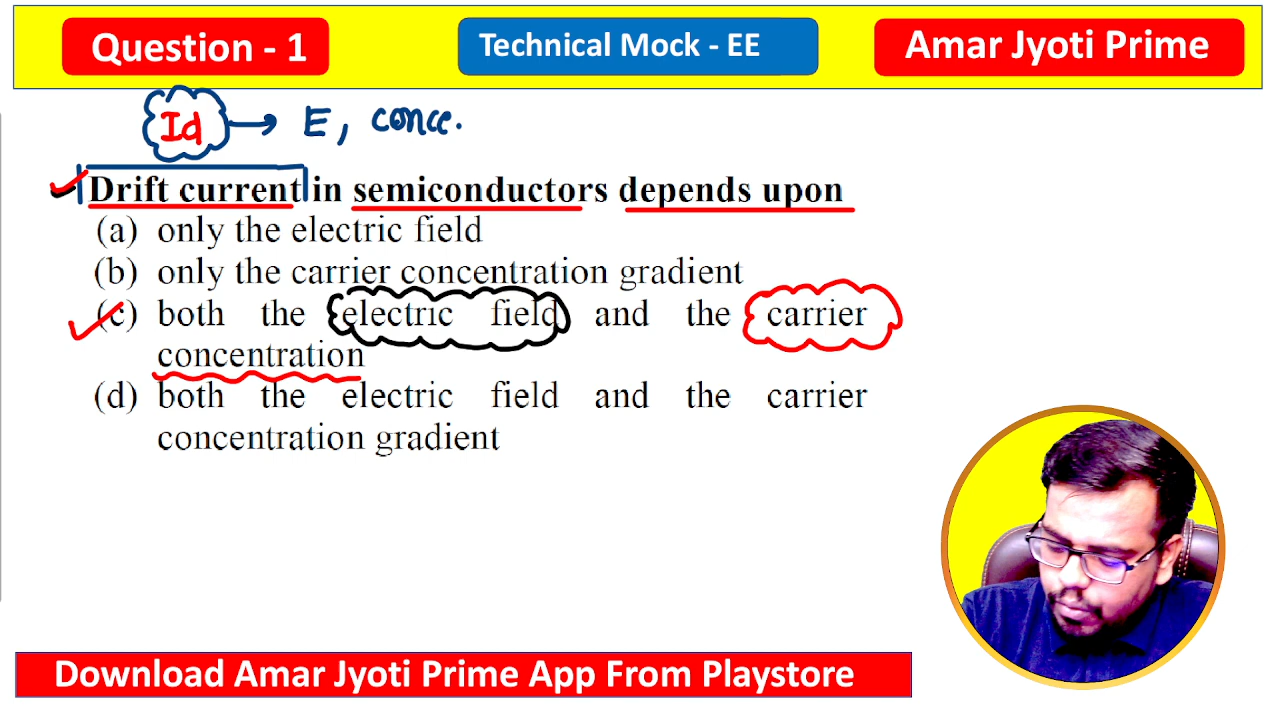 Question - 1
Technical Mock - EE
Amar Jyoti Prime
Id → E, conce.
Drift current in semiconductors depends upon
(a) only the electric field
(b) only the carrier concentration gradient
(c) both the electric field and the carrier
concentration
(d) both the electric field and the carrier
concentration gradient
Download Amar Jyoti Prime App From Playstore